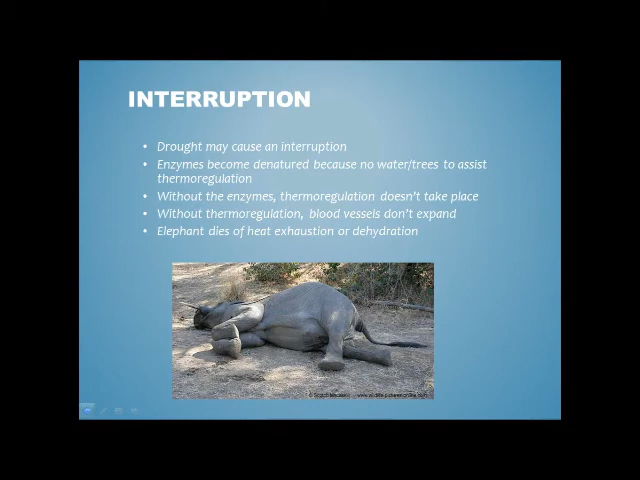 INTERRUPTION
• Drought may cause an interruption
• Enzymes become denatured because no water/trees to assist
thermoregulation
• Without the enzymes, thermoregulation doesn't take place
• Without thermoregulation, blood vessels don't expand
• Elephant dies of heat exhaustion or dehydration